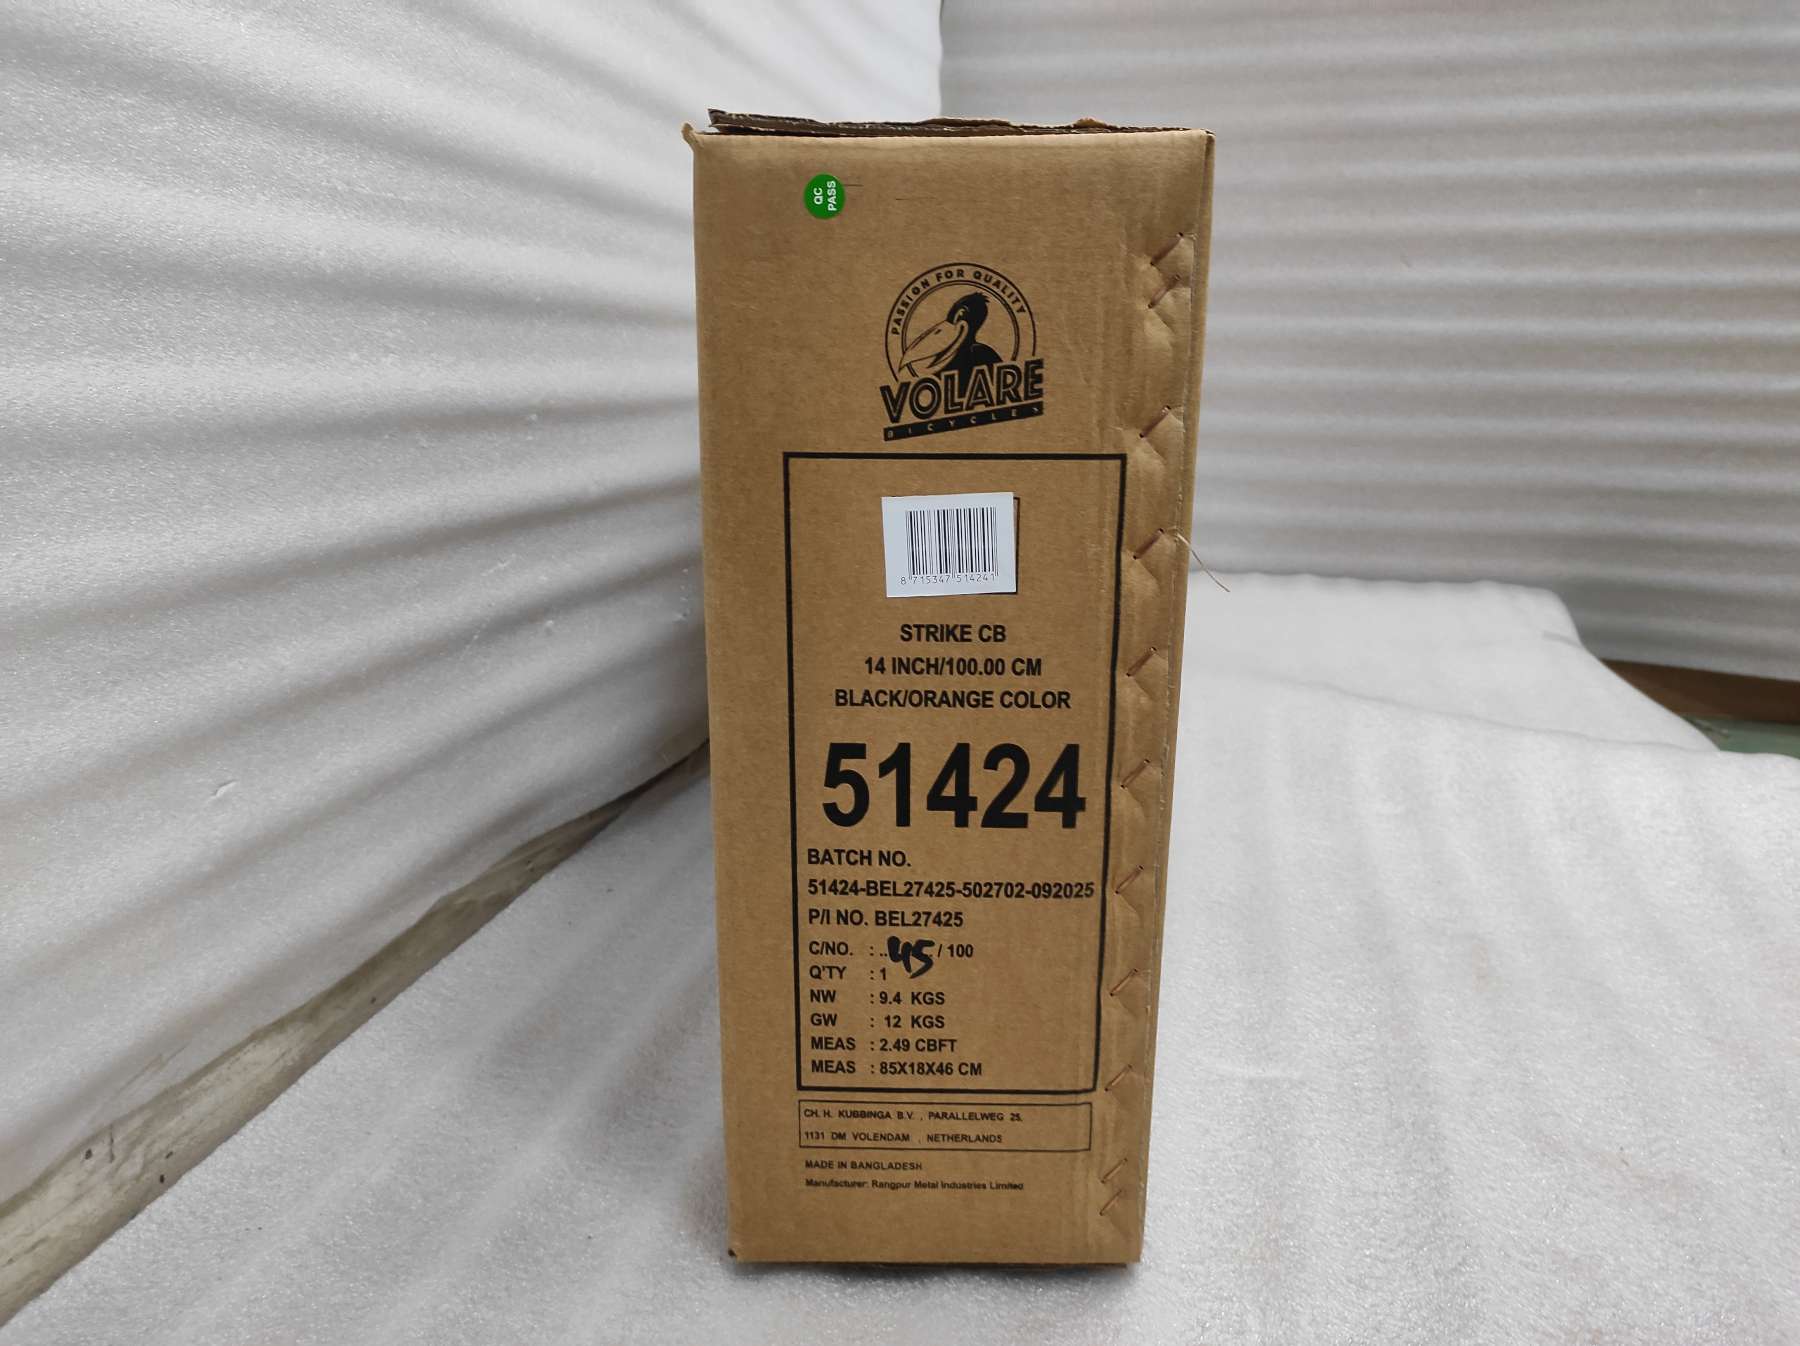 QC
PASS
PASSION FOR QUALITY
VOLARE
BICYCLES
8 715347 514241
STRIKE CB
14 INCH/100.00 CM
BLACK/ORANGE COLOR
51424
BATCH NO.
51424-BEL27425-502702-092025
P/I NO. BEL27425
C/NO. : ..45 / 100
Q'TY : 1
NW : 9.4 KGS
GW : 12 KGS
MEAS : 2.49 CBFT
MEAS : 85X18X46 CM
CH. H. KUBBINGA B.V. , PARALLELWEG 25,
1131 DM VOLENDAM , NETHERLANDS
MADE IN BANGLADESH
Manufacturer: Rangpur Metal Industries Limited